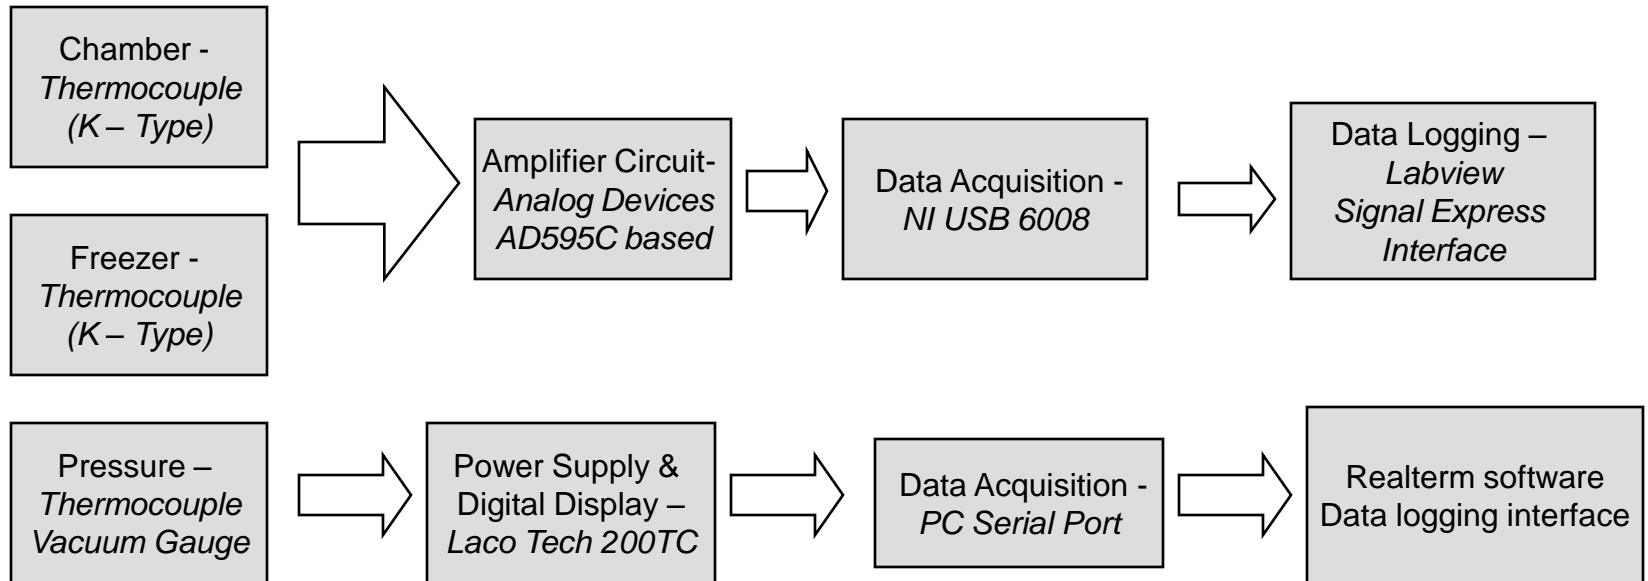 Chamber -
Thermocouple
(K – Type)
Freezer -
Thermocouple
(K – Type)
Amplifier Circuit-
Analog Devices
AD595C based
Data Acquisition -
NI USB 6008
Data Logging –
Labview
Signal Express
Interface
Pressure –
Thermocouple
Vacuum Gauge
Power Supply &
Digital Display –
Laco Tech 200TC
Data Acquisition -
PC Serial Port
Realterm software
Data logging interface